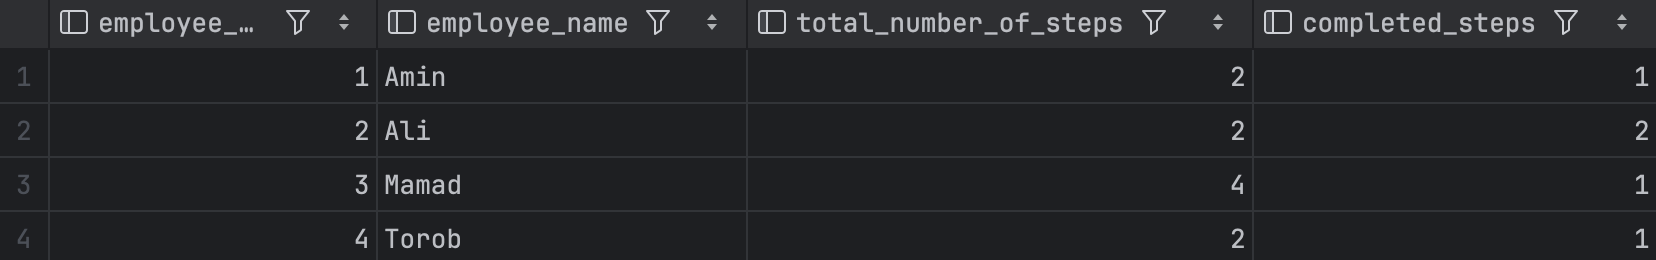 employee_… employee_name total_number_of_steps completed_steps
1 1 Amin 2 1
2 2 Ali 2 2
3 3 Mamad 4 1
4 4 Torob 2 1